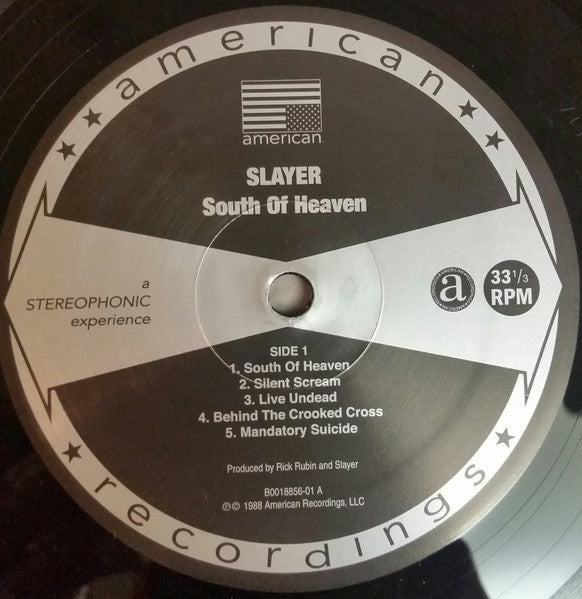 american
american
SLAYER
South Of Heaven
a
STEREOPHONIC
experience
a
33 1/3
RPM
SIDE 1
1. South Of Heaven
2. Silent Scream
3. Live Undead
4. Behind The Crooked Cross
5. Mandatory Suicide
Produced by Rick Rubin and Slayer
B0018856-01 A
℗© 1988 American Recordings, LLC
recordings